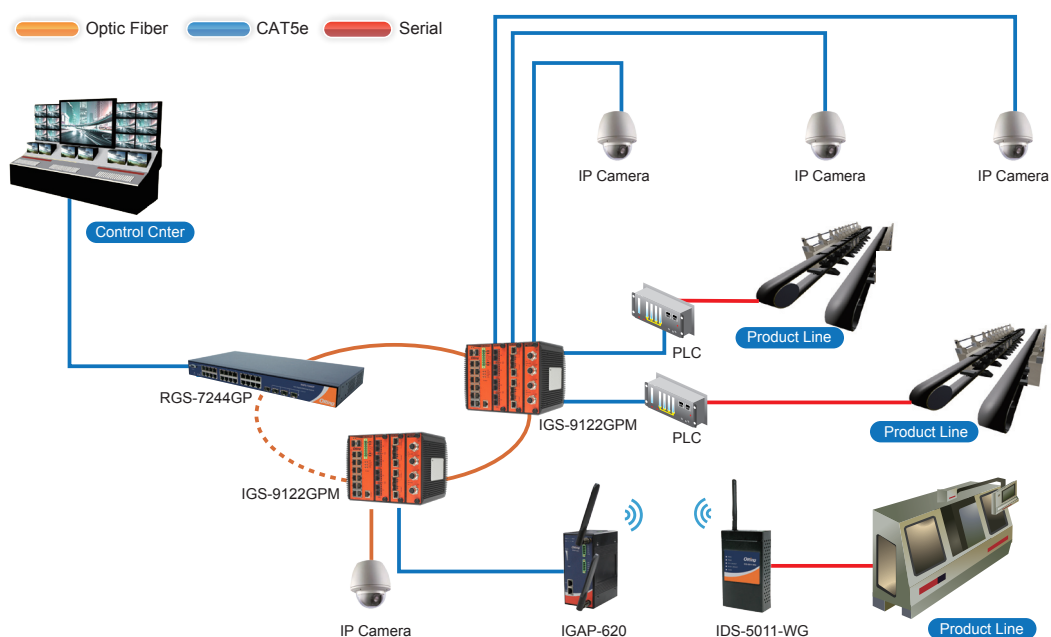 Optic Fiber
CAT5e
Serial
IP Camera
IP Camera
IP Camera
Control Cnter
Product Line
PLC
RGS-7244GP
IGS-9122GPM
PLC
Product Line
IGS-9122GPM
IP Camera
IGAP-620
IDS-5011-WG
Product Line